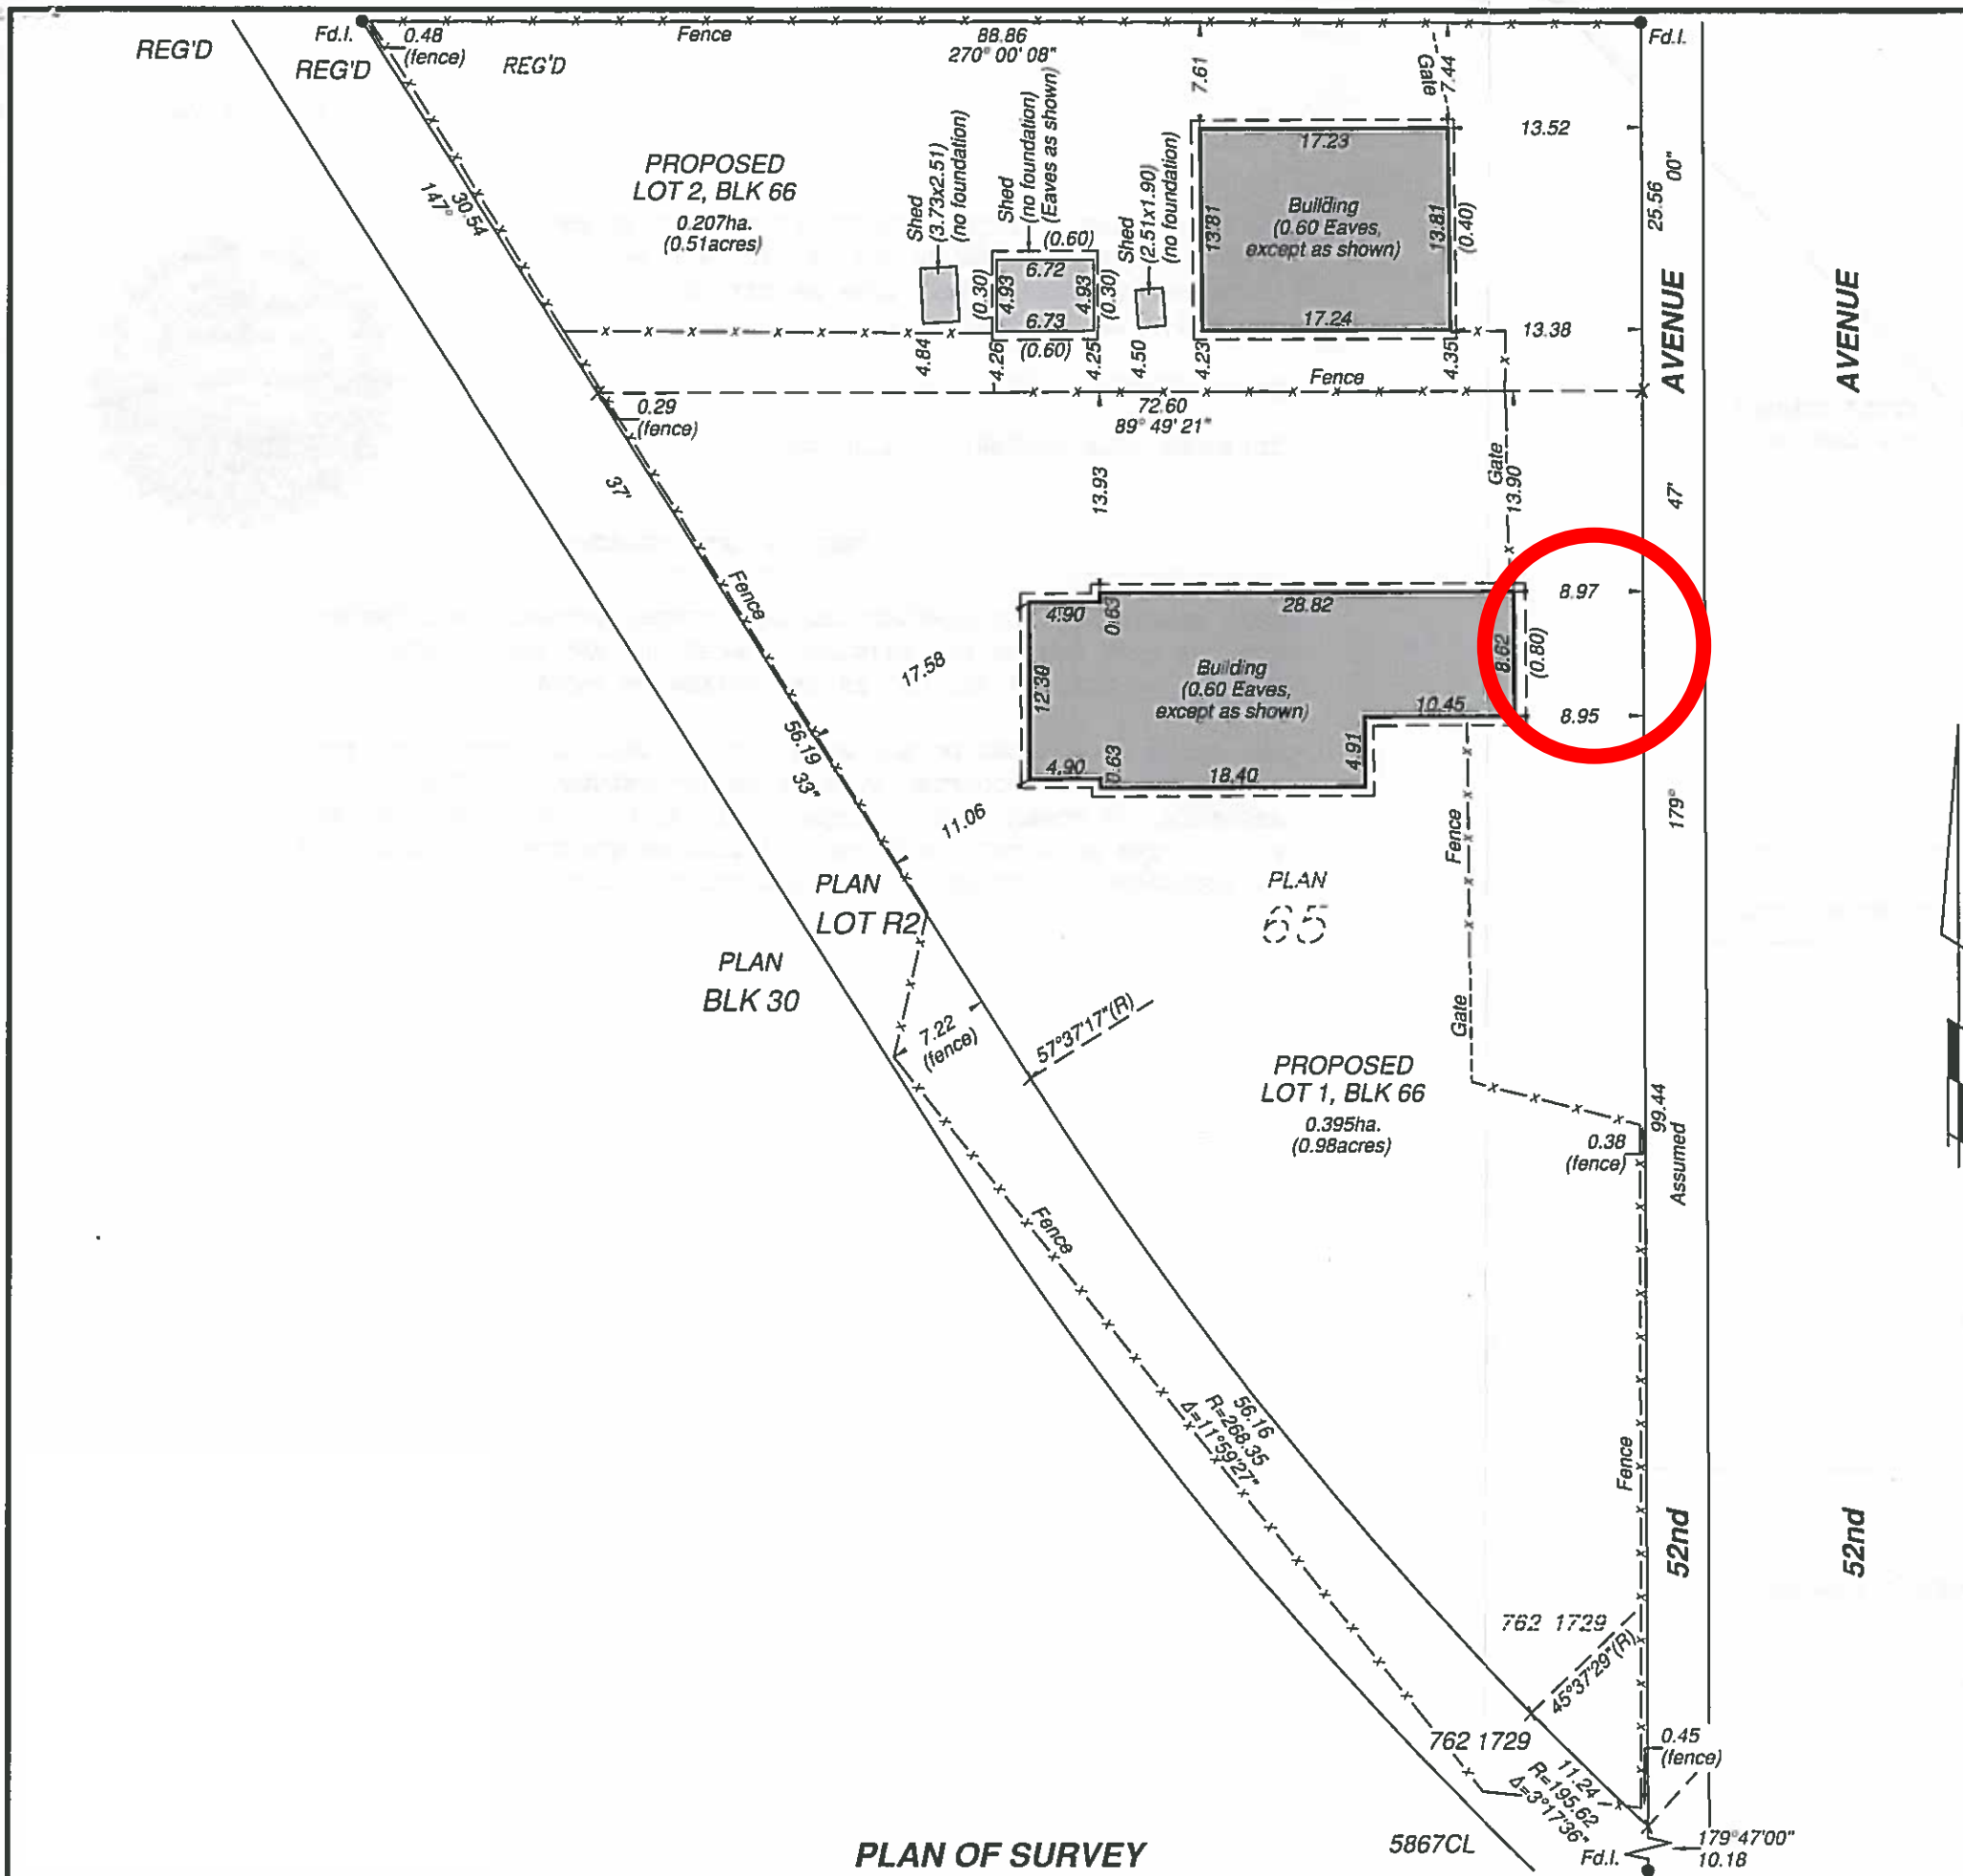 REG'D
Fd.I.
REG'D
0.48
(fence)
REG'D
Fence
88.86
270° 00' 08"
Fd.I.
7.61
Gate
7.44
13.52
PROPOSED
LOT 2, BLK 66
0.207ha.
(0.51acres)
147°
30.54
Shed
(3.73x2.51)
(no foundation)
Shed
(no foundation)
(Eaves as shown)
Shed
(2.51x1.90)
(no foundation)
(0.60)
6.72
(0.30)
4.93
4.93
(0.30)
6.73
(0.60)
17.23
13.81
Building
(0.60 Eaves,
except as shown)
13.81
(0.40)
17.24
25.56
00"
13.38
AVENUE
AVENUE
4.84
4.26
4.25
4.50
4.23
4.35
Fence
0.29
(fence)
72.60
89° 49' 21"
37'
13.93
Gate
13.90
47'
Fence
17.58
4.90
0.63
28.82
8.97
12.30
Building
(0.60 Eaves,
except as shown)
8.62
(0.80)
10.45
8.95
4.91
4.90
0.63
18.40
56.19
33"
11.06
Fence
179°
PLAN
LOT R2
PLAN
65
PLAN
BLK 30
7.22
(fence)
57°37'17"(R)
Gate
PROPOSED
LOT 1, BLK 66
0.395ha.
(0.98acres)
99.44
Assumed
0.38
(fence)
Fence
56.16
R=268.35
Δ=11°59'27"
Fence
52nd
52nd
762 1729
45°37'29"(R)
762 1729
0.45
(fence)
11.24
R=195.62
Δ=3°17'36"
PLAN OF SURVEY
5867CL
Fd.I.
179°47'00"
10.18